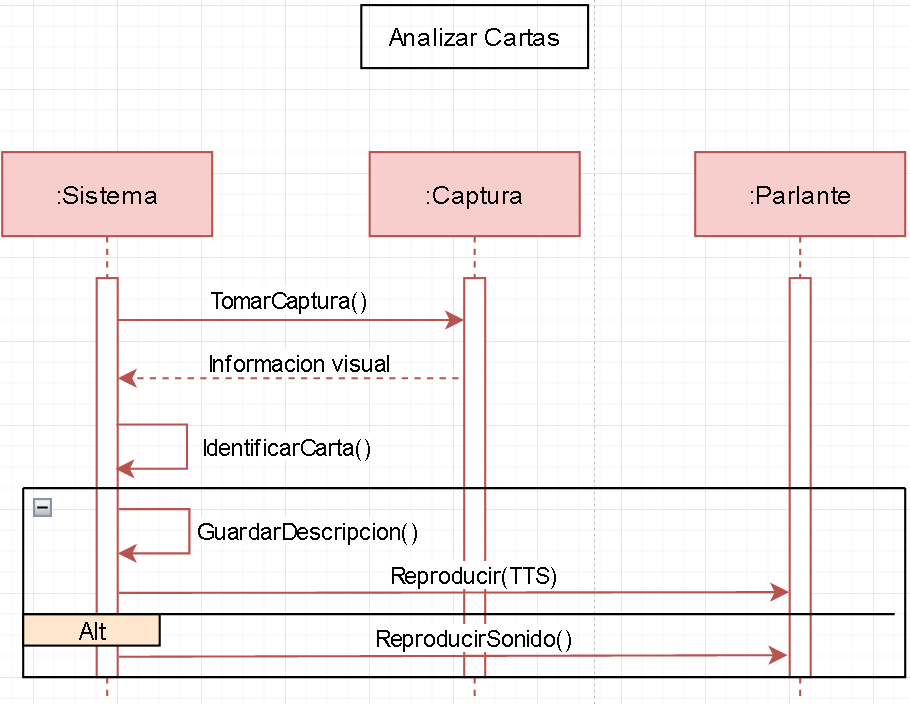 Analizar Cartas
:Sistema
:Captura
:Parlante
TomarCaptura()
Informacion visual
IdentificarCarta()
GuardarDescripcion()
Reproducir(TTS)
Alt
ReproducirSonido()